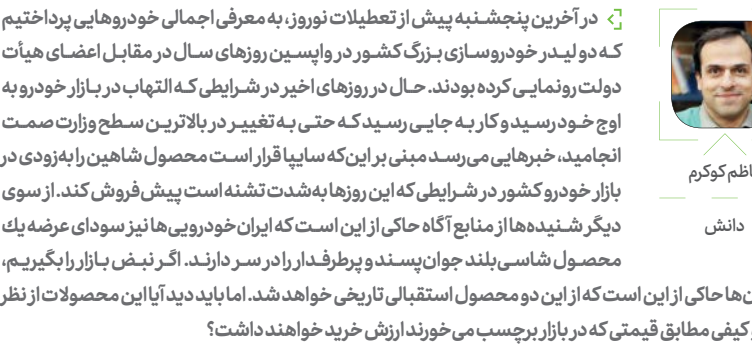 در آخرین پنجشنبه پیش از تعطیلات نوروز، به معرفی اجمالی خودروهایی پرداختیم
که دو لیدر خودروسازی بزرگ کشور در واپسین روزهای سال در مقابل اعضای هیأت
دولت رونمایی کرده بودند. حال در روزهای اخیر در شرایطی که التهاب در بازار خودرو به
اوج خود رسید و کار به جایی رسید که حتی به تغییر در بالاترین سطح وزارت صمت
انجامید، خبرهایی می‌رسد مبنی بر این‌که سایپا قرار است محصول شاهین را به‌زودی در
بازار خودرو کشور در شرایطی که این روزها به‌شدت تشنه است پیش‌فروش کند. از سوی
دیگر شنیده‌ها از منابع آگاه حاکی از این است که ایران‌خودرویی‌ها نیز سودای عرضه یك
محصول شاسی‌بلند جوان‌پسند و پرطرفدار را در سر دارند. اگر نبض بازار را بگیریم،
حاکی از این است که از این دو محصول استقبالی تاریخی خواهد شد. اما باید دید آیا این محصولات از نظر
کیفی مطابق قیمتی که در بازار برچسب می‌خورند ارزش خرید خواهند داشت؟
کوکرم
دانش